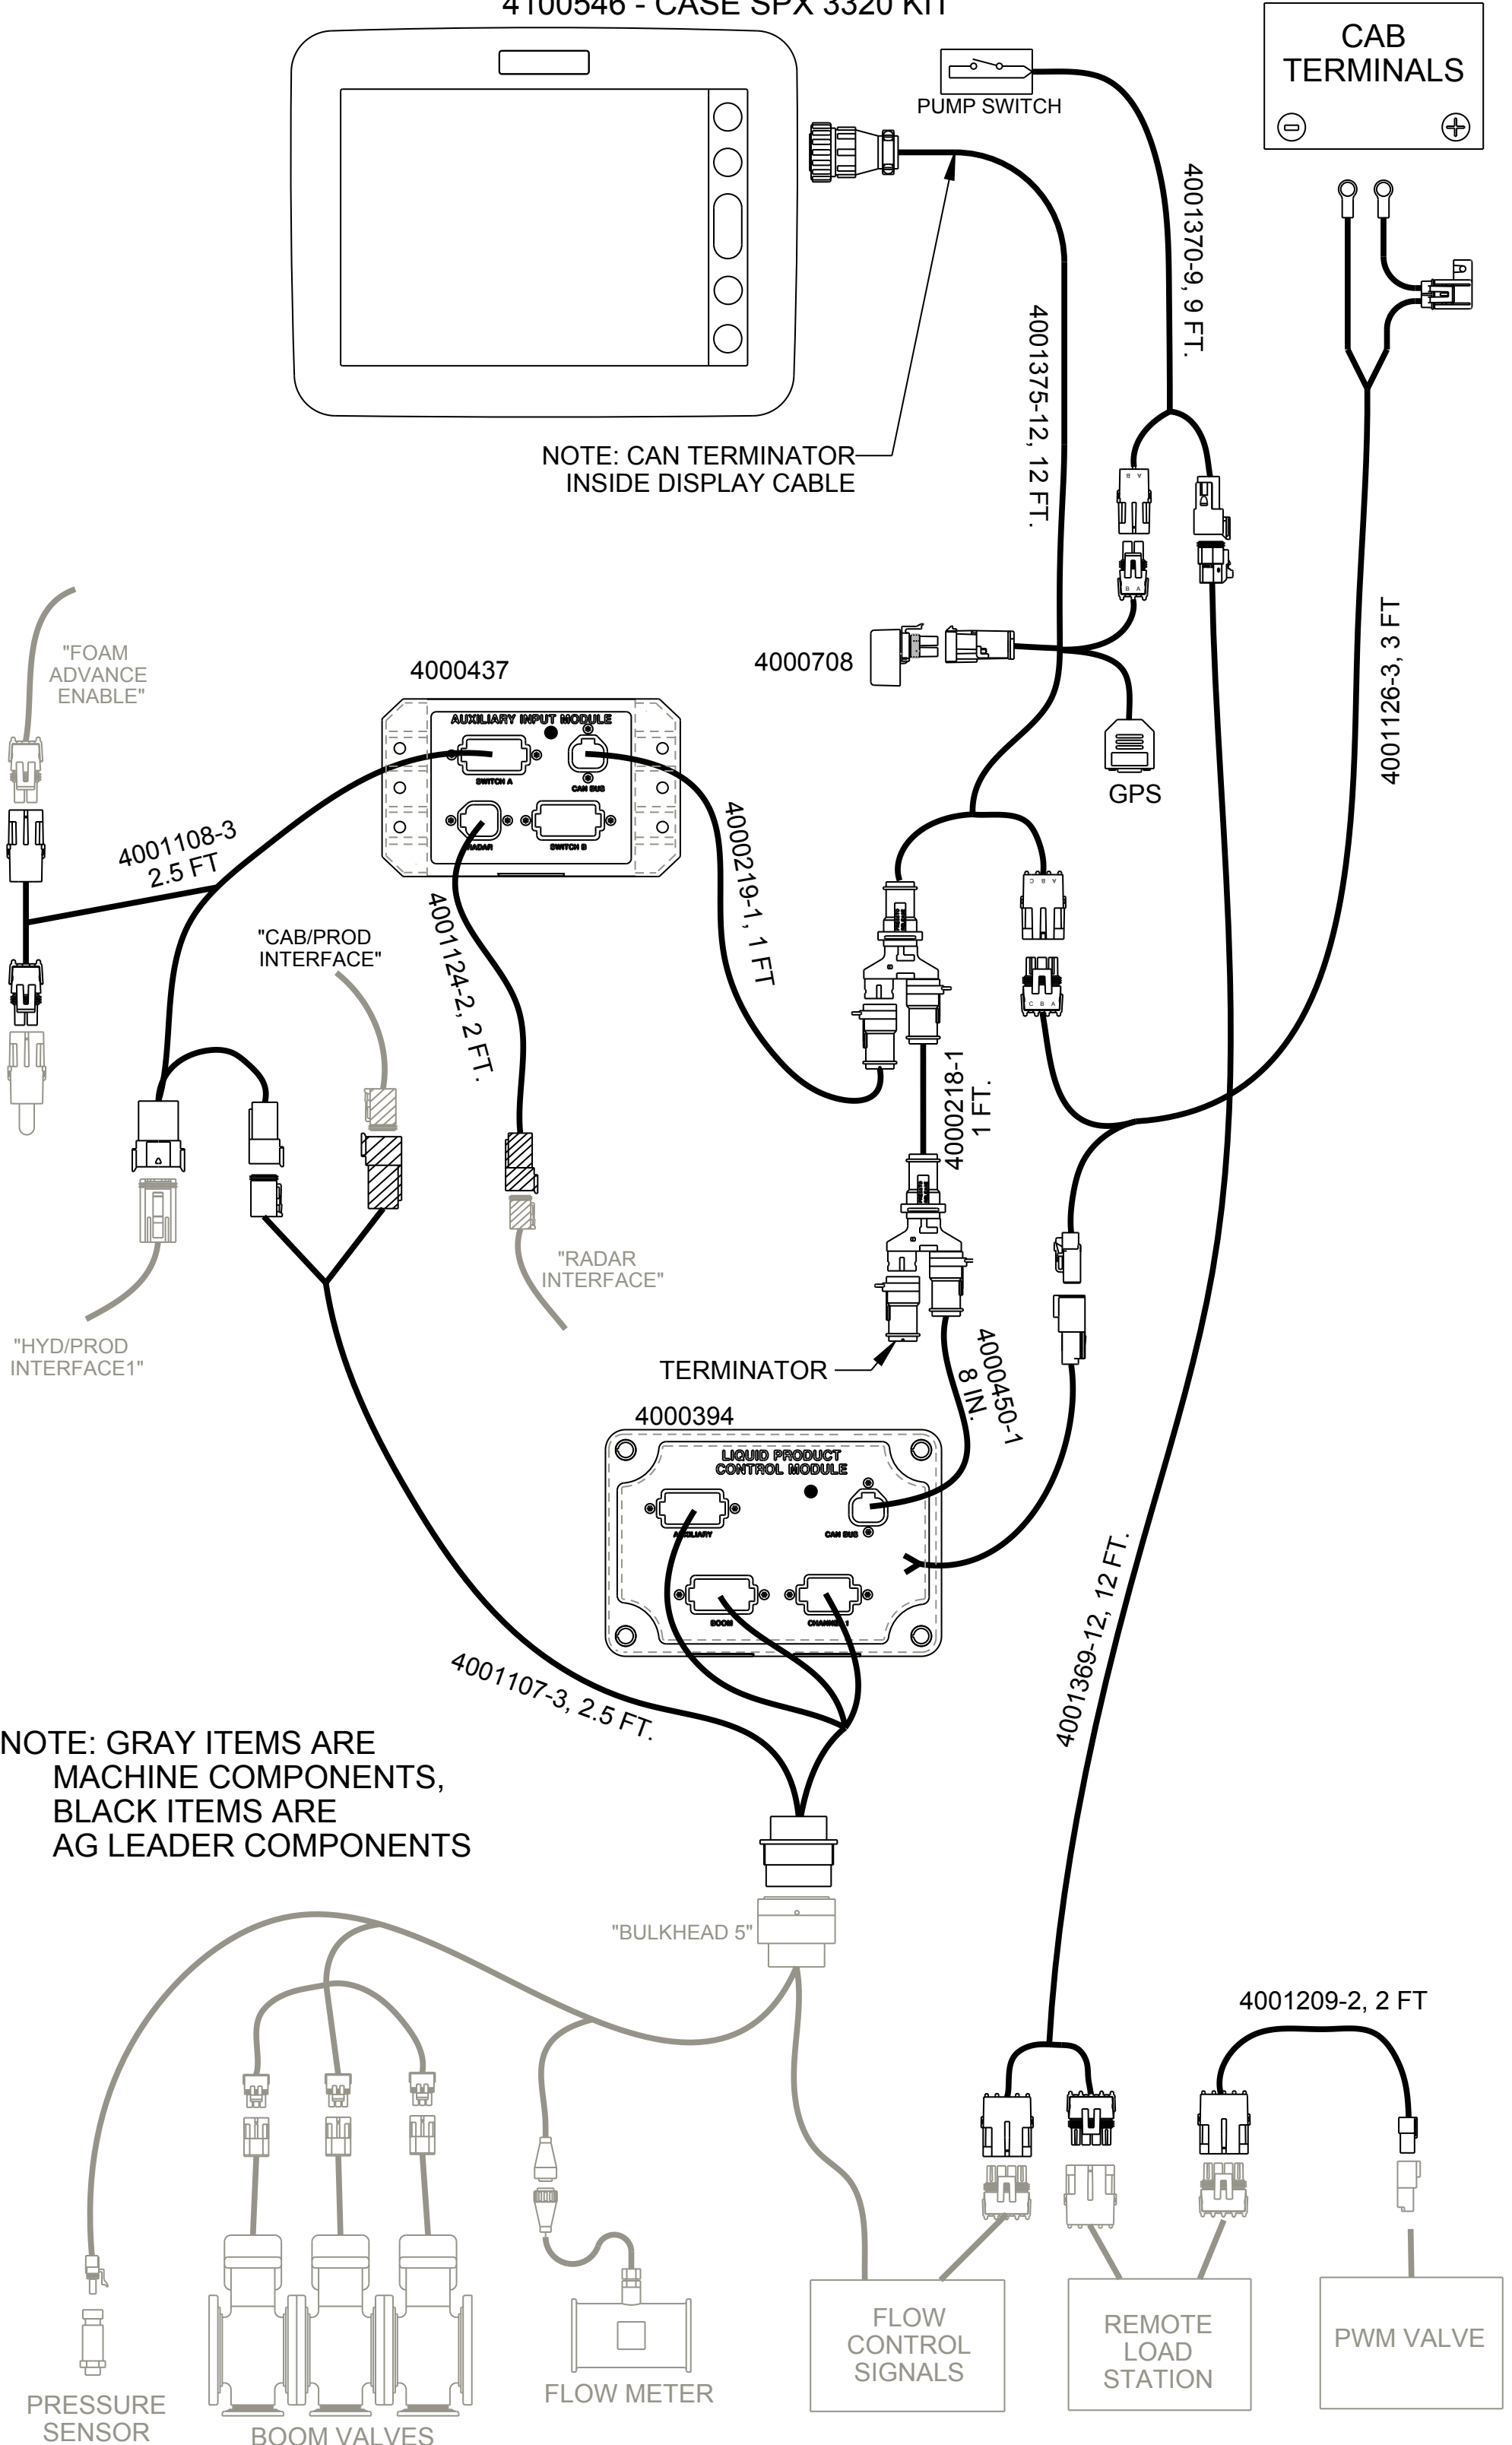 4100546 - CASE SPX 3320 KIT
CAB
TERMINALS
PUMP SWITCH
4001370-9, 9 FT.
4001375-12, 12 FT.
NOTE: CAN TERMINATOR
INSIDE DISPLAY CABLE
B A
B A
4001126-3, 3 FT
"FOAM
ADVANCE
ENABLE"
4000437
4000708
AUXILIARY INPUT MODULE
SWITCH A
CAN BUS
RADAR
SWITCH B
GPS
4001108-3
2.5 FT
4000219-1, 1 FT
4001124-2, 2 FT.
C B A
C B A
"CAB/PROD
INTERFACE"
4000218-1
1 FT.
"RADAR
INTERFACE"
"HYD/PROD
INTERFACE1"
TERMINATOR
4000450-1
8 IN.
4000394
LIQUID PRODUCT
CONTROL MODULE
AUXILIARY
CAN BUS
BOOM
CHANNEL 1
4001107-3, 2.5 FT.
4001369-12, 12 FT.
NOTE: GRAY ITEMS ARE
MACHINE COMPONENTS,
BLACK ITEMS ARE
AG LEADER COMPONENTS
"BULKHEAD 5"
4001209-2, 2 FT
FLOW
CONTROL
SIGNALS
REMOTE
LOAD
STATION
PWM VALVE
FLOW METER
PRESSURE
SENSOR
BOOM VALVES